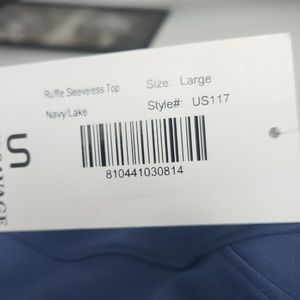 Ruffle Sleeveless Top
Size: Large
Navy/Lake
Style#: US117
810441030814